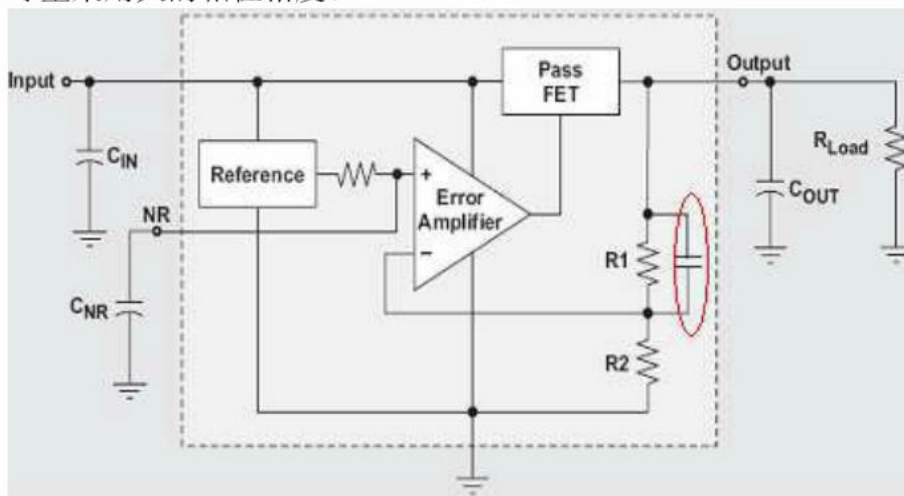 Input
Pass
FET
Output
C_IN
Reference
+
Error
Amplifier
−
R_Load
C_OUT
NR
R1
C_NR
R2